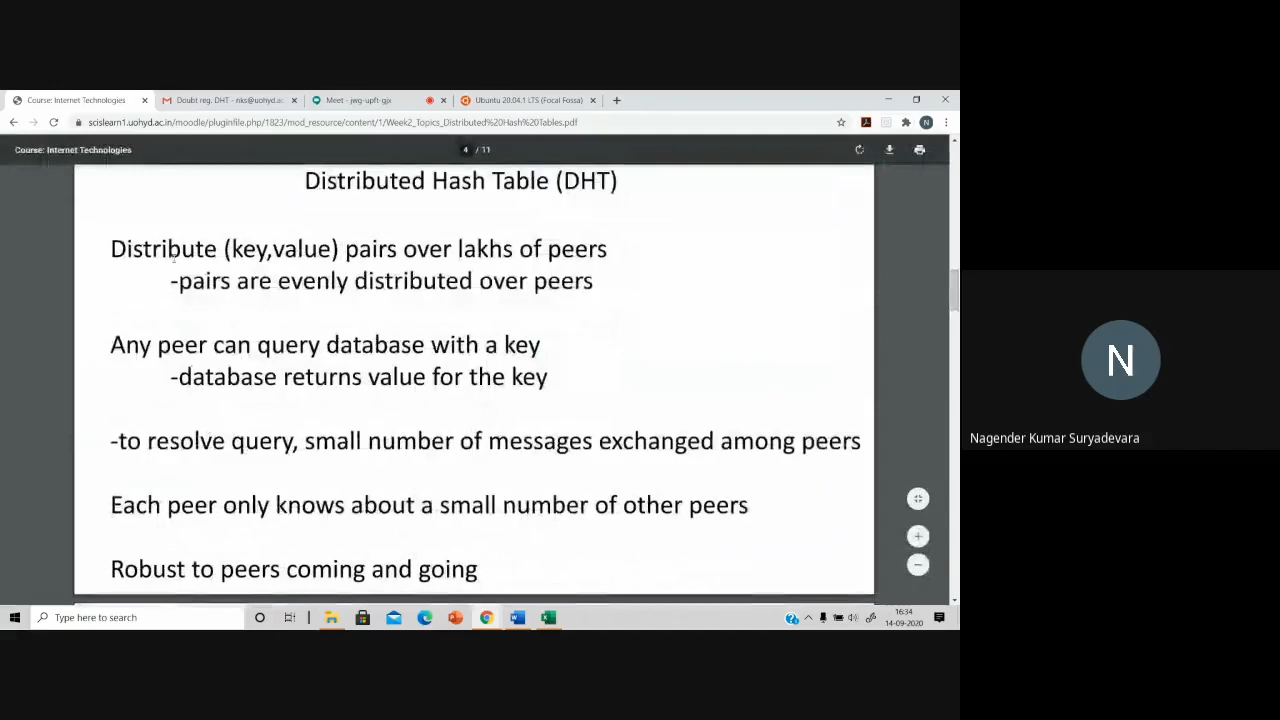 Course: Internet Technologies
Doubt reg. DHT - nks@uohyd.ac
Meet - jwg-upft-gjx
Ubuntu 20.04.1 LTS (Focal Fossa)
scislearn1.uohyd.ac.in/moodle/pluginfile.php/1823/mod_resource/content/1/Week2_Topics_Distributed%20Hash%20Tables.pdf
N
Course: Internet Technologies
4 / 11
Distributed Hash Table (DHT)
Distribute (key,value) pairs over lakhs of peers
-pairs are evenly distributed over peers
Any peer can query database with a key
-database returns value for the key
-to resolve query, small number of messages exchanged among peers
Each peer only knows about a small number of other peers
Robust to peers coming and going
N
Nagender Kumar Suryadevara
Type here to search
16:34
14-09-2020